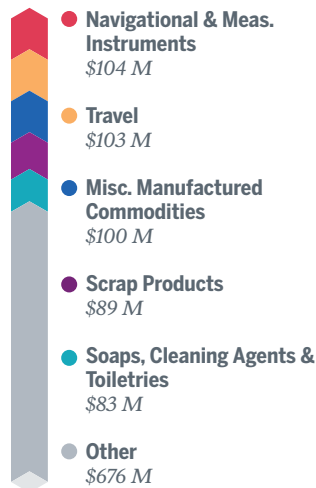 Navigational & Meas.
Instruments
$104 M
Travel
$103 M
Misc. Manufactured
Commodities
$100 M
Scrap Products
$89 M
Soaps, Cleaning Agents &
Toiletries
$83 M
Other
$676 M